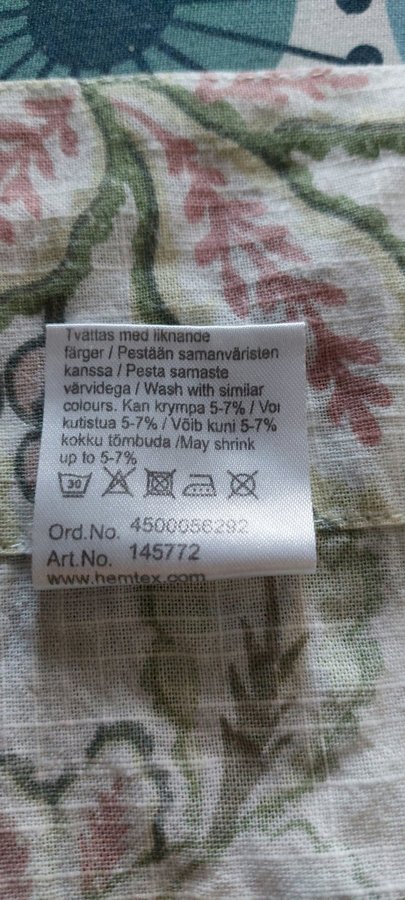 Tvättas med liknande
färger / Pestään samanväristen
kanssa / Pesta samaste
värvidega / Wash with similar
colours. Kan krympa 5-7% / Voi
kutistua 5-7% / Võib kuni 5-7%
kokku tõmbuda /May shrink
up to 5-7%
30
Ord.No. 4500056292
Art.No. 145772
www.hemtex.com